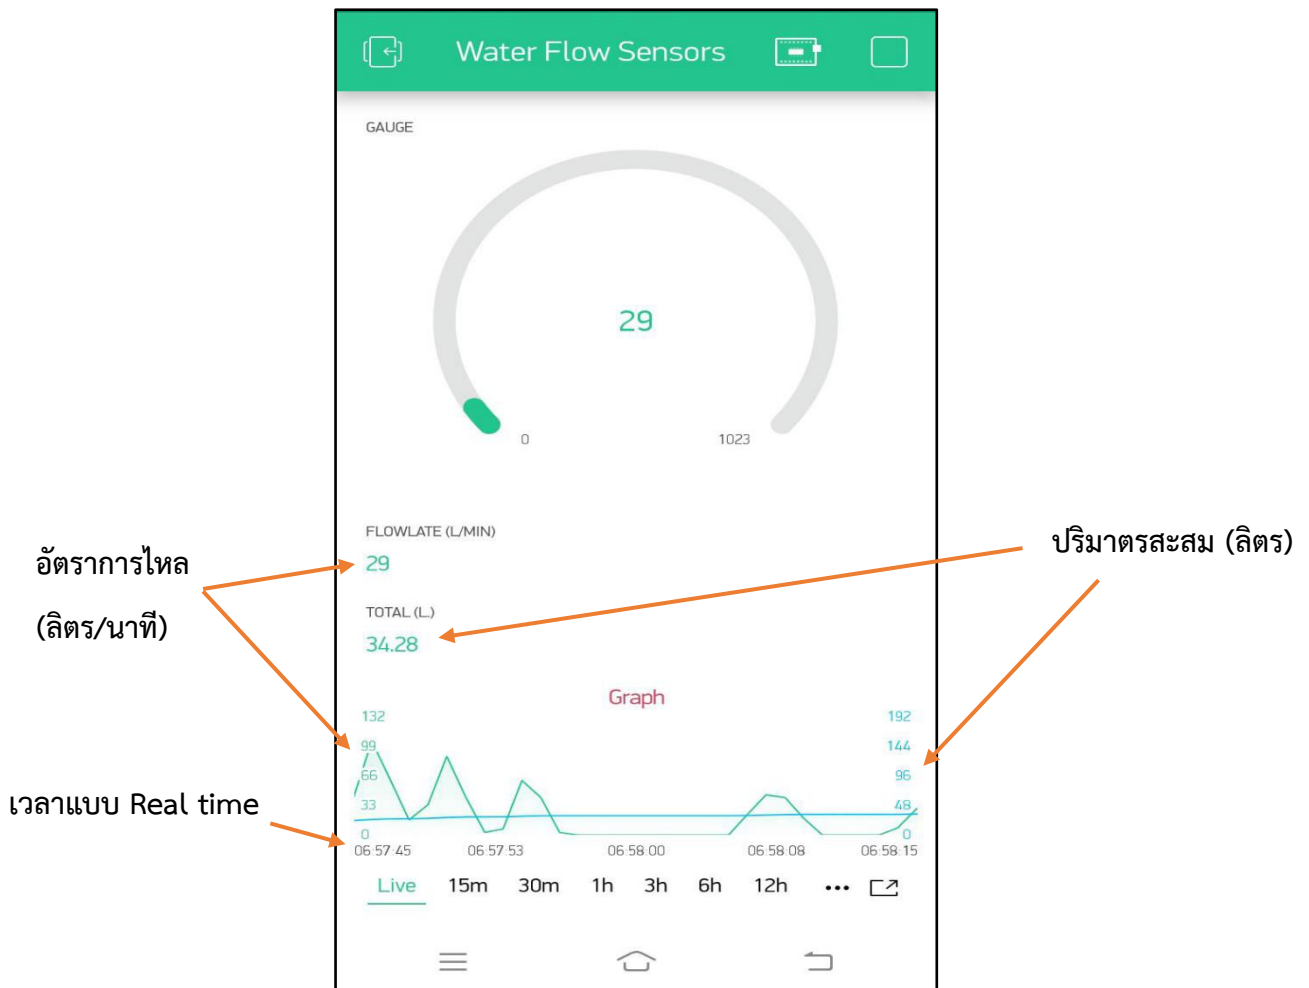 Water Flow Sensors
GAUGE
29
0 1023
FLOWLATE (L/MIN)
29
TOTAL (L.)
34.28
อัตราการไหล
(ลิตร/นาที)
ปริมาตรสะสม (ลิตร)
เวลาแบบ Real time
Graph
132 192
99 144
66 96
33 48
0 0
06:57:45 06:57:53 06:58:00 06:58:08 06:58:15
Live 15m 30m 1h 3h 6h 12h ...